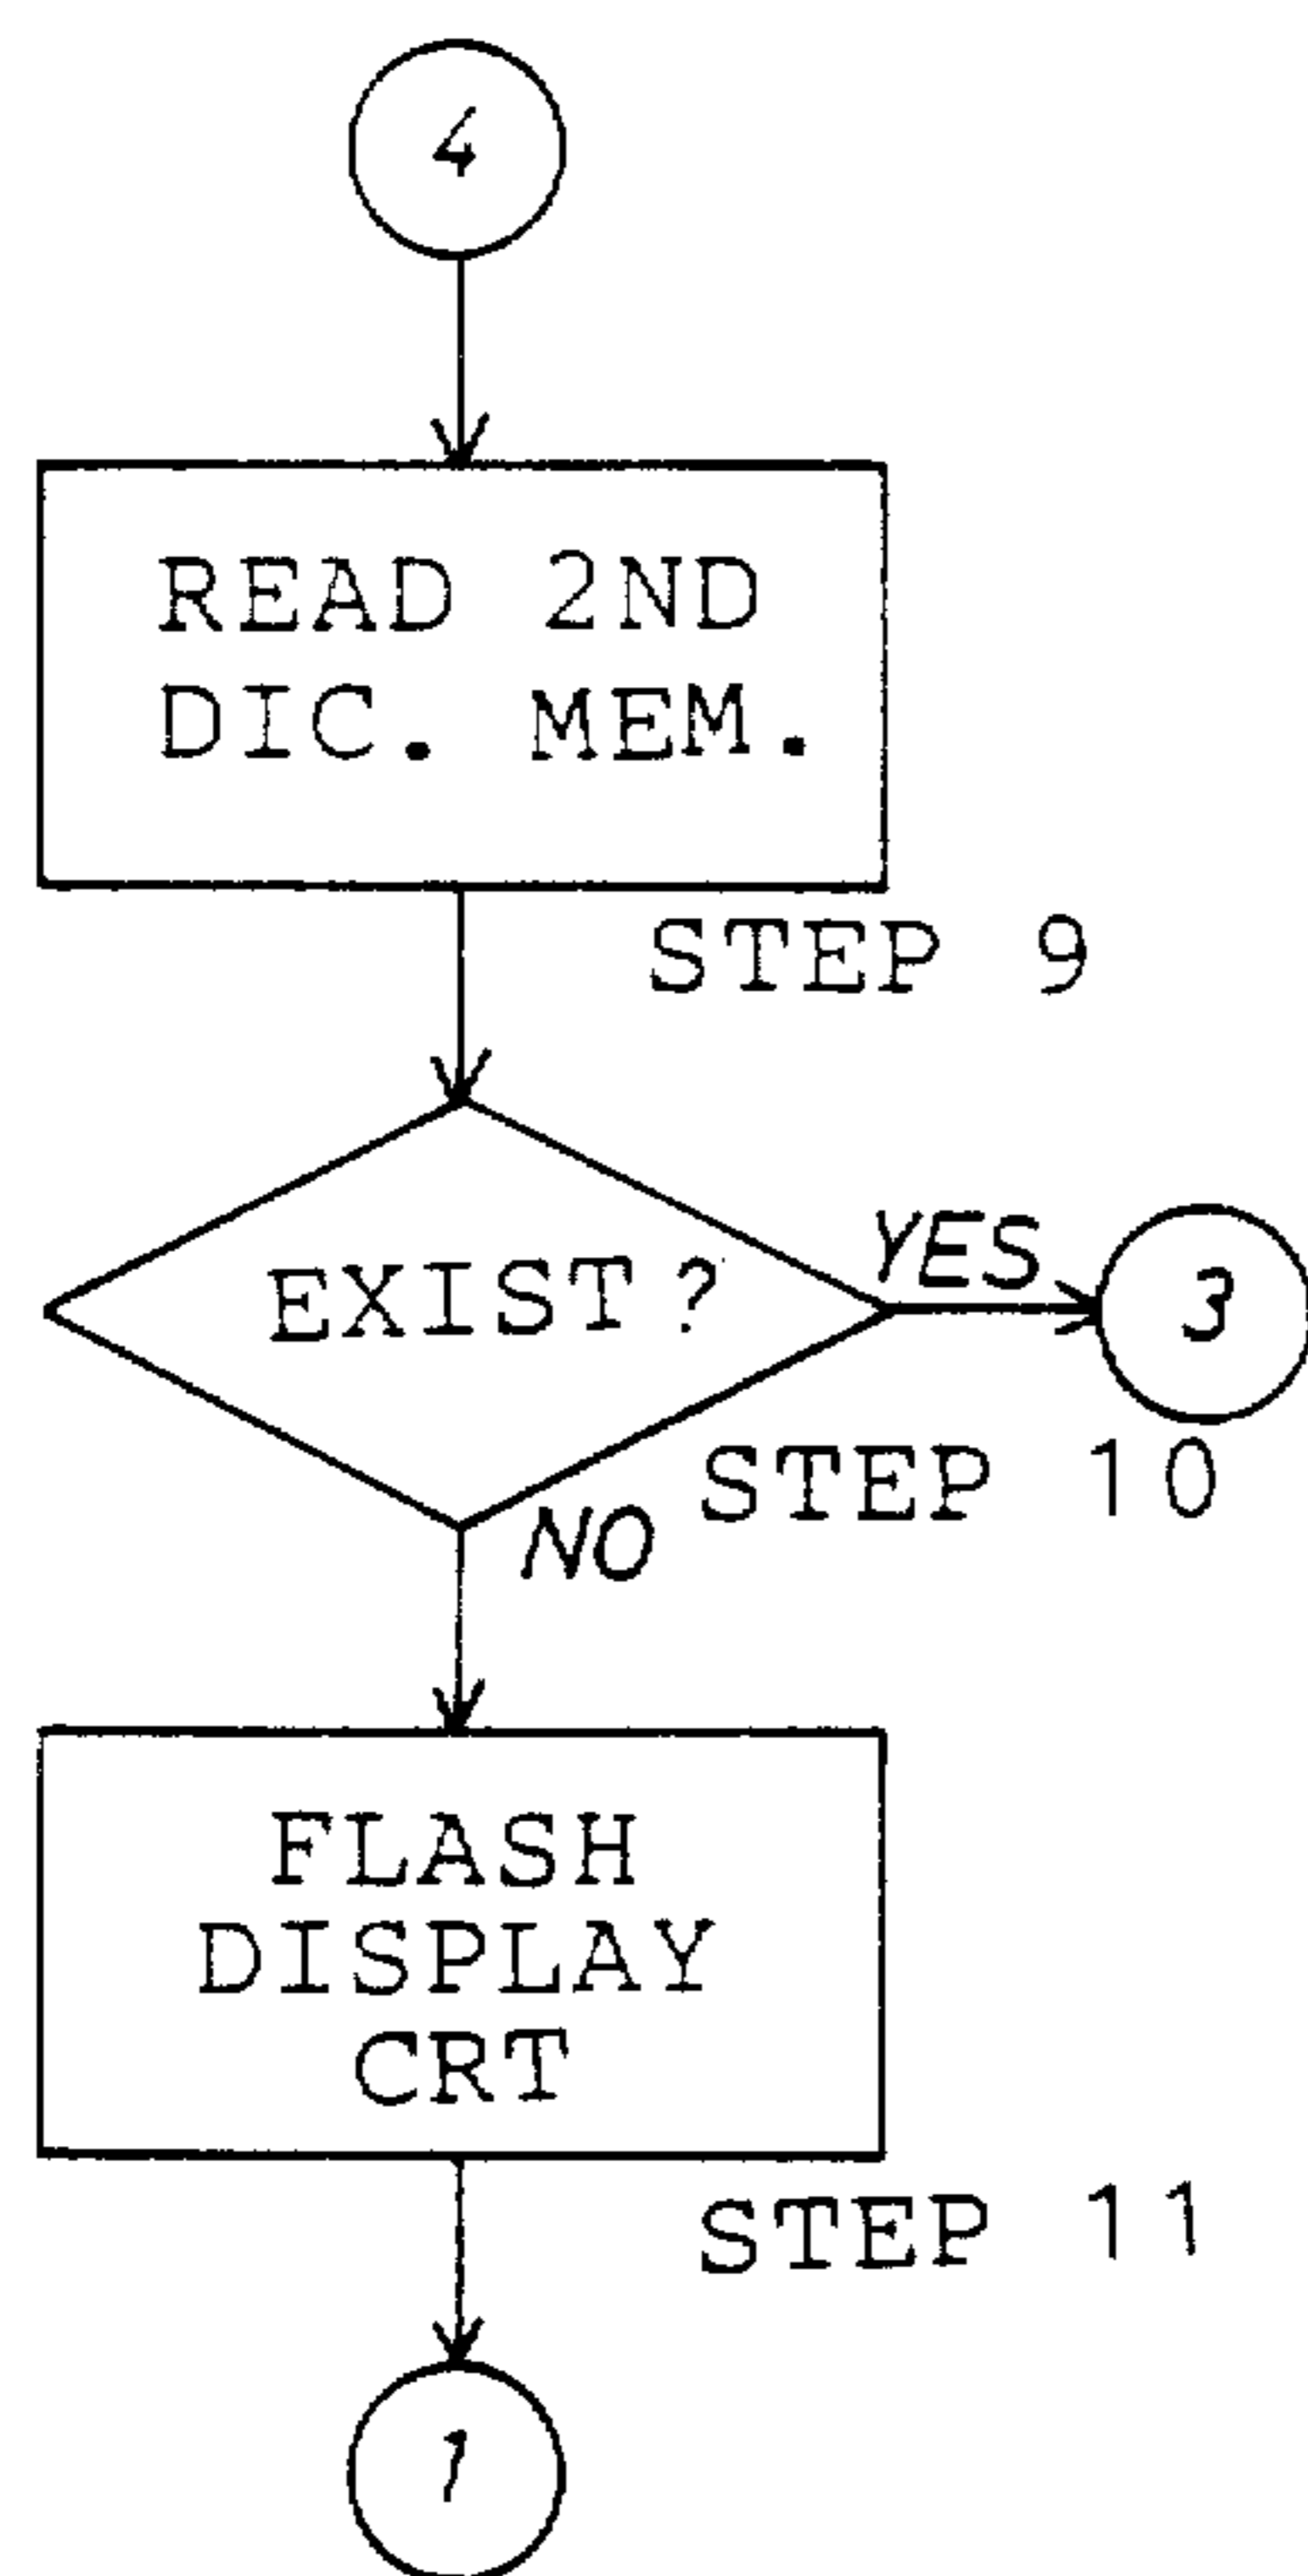 4
READ 2ND
DIC. MEM.
STEP 9
EXIST?
YES
3
STEP 10
NO
FLASH
DISPLAY
CRT
STEP 11
1